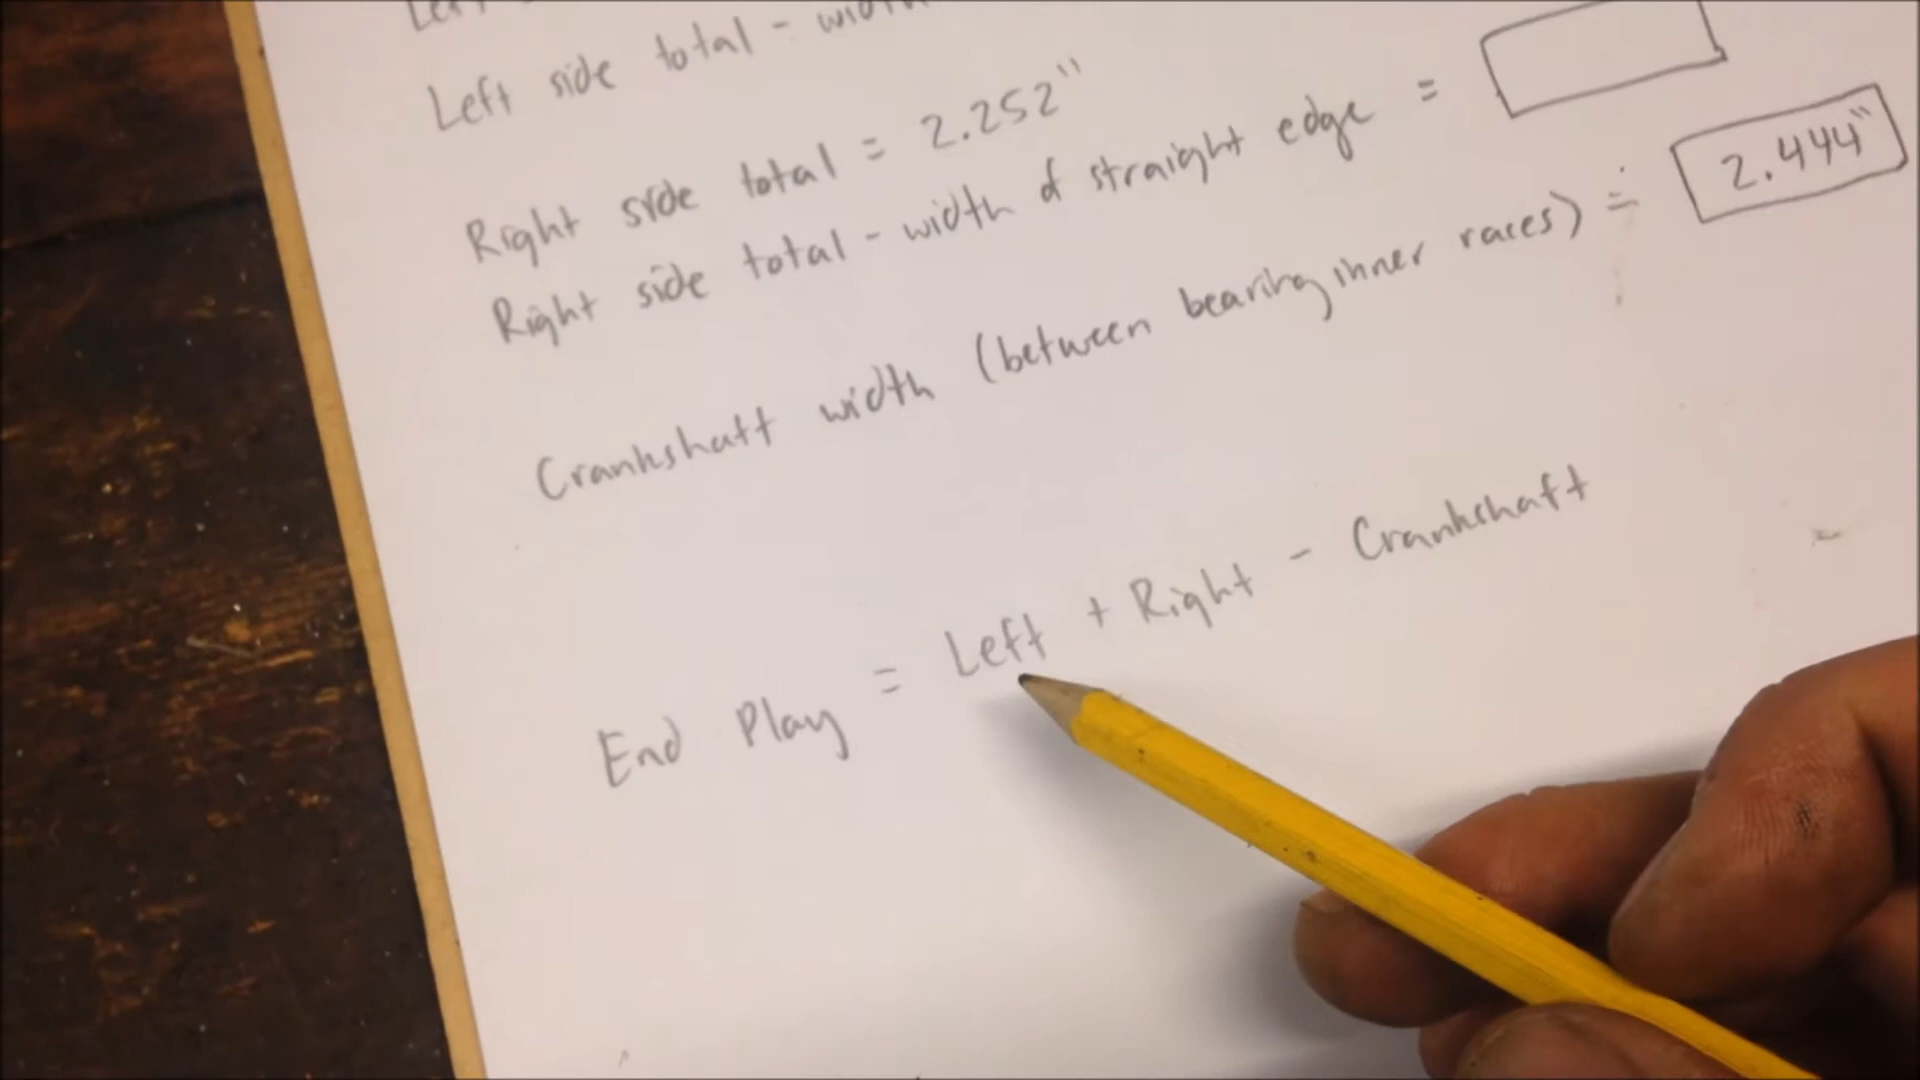 Left side total - width
Right side total = 2.252"
Right side total - width of straight edge =
Crankshaft width (between bearing inner races) = 2.444"
End Play = Left + Right - Crankshaft